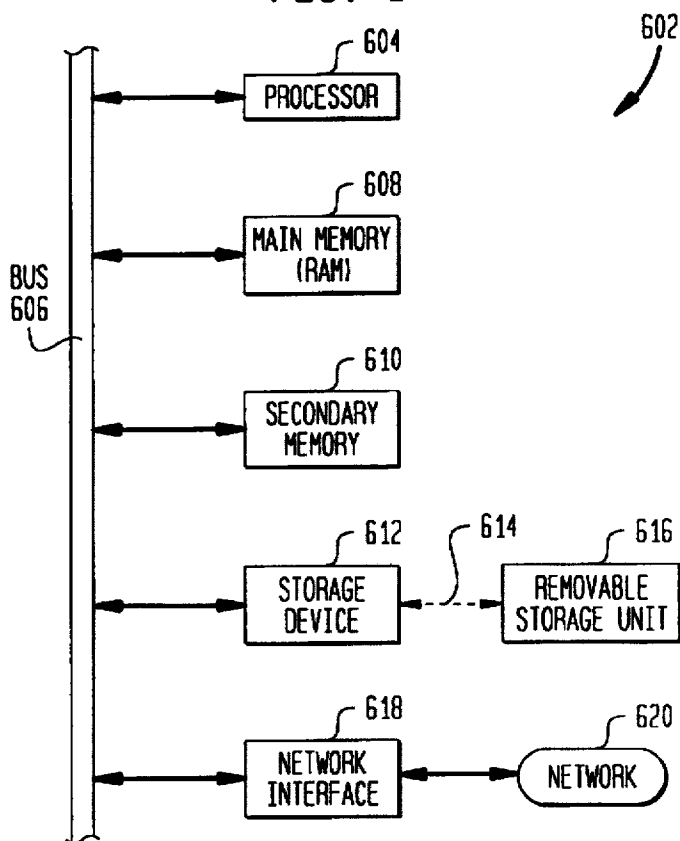 602
604
PROCESSOR
608
MAIN MEMORY
(RAM)
BUS
606
610
SECONDARY
MEMORY
612
STORAGE
DEVICE
614
616
REMOVABLE
STORAGE UNIT
618
NETWORK
INTERFACE
620
NETWORK